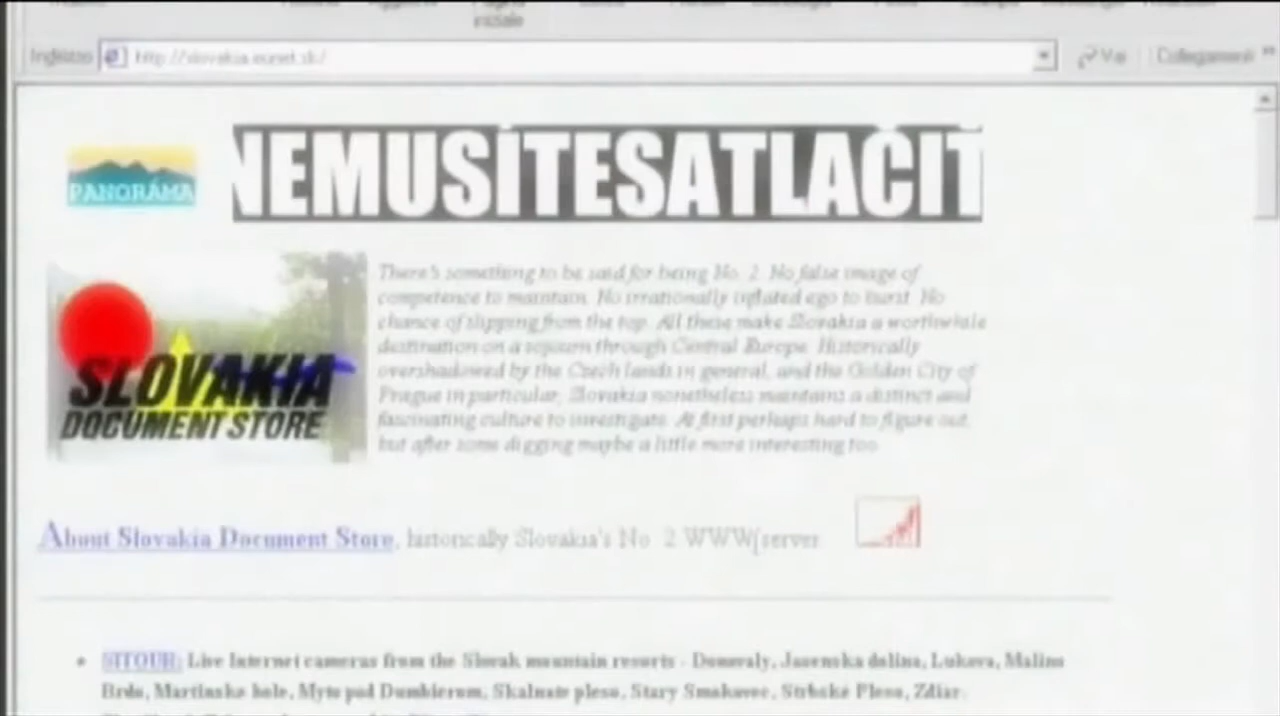 iniziale
Indirizzo http://slovakia.eunet.sk/ Vai Collegamenti »
PANORÁMA
NEMUSÍTESATLAČIŤ
SLOVAKIA
DOCUMENT STORE
There's something to be said for being No. 2. No false image of
competence to maintain. No irrationally inflated ego to burst. No
chance of slipping from the top. All these make Slovakia a worthwhile
destination on a sojourn through Central Europe. Historically
overshadowed by the Czech lands in general, and the Golden City of
Prague in particular, Slovakia nonetheless maintains a distinct and
fascinating culture to investigate. At first perhaps hard to figure out,
but after some digging maybe a little more interesting too.
About Slovakia Document Store, historically Slovakia's No. 2 WWW server
SITOUR: Live Internet cameras from the Slovak mountain resorts - Donovaly, Jasenska dolina, Lukova, Malino
Brdo, Martinske hole, Myto pod Dumbierom, Skalnate pleso, Stary Smokovec, Strbske Pleso, Zdiar.